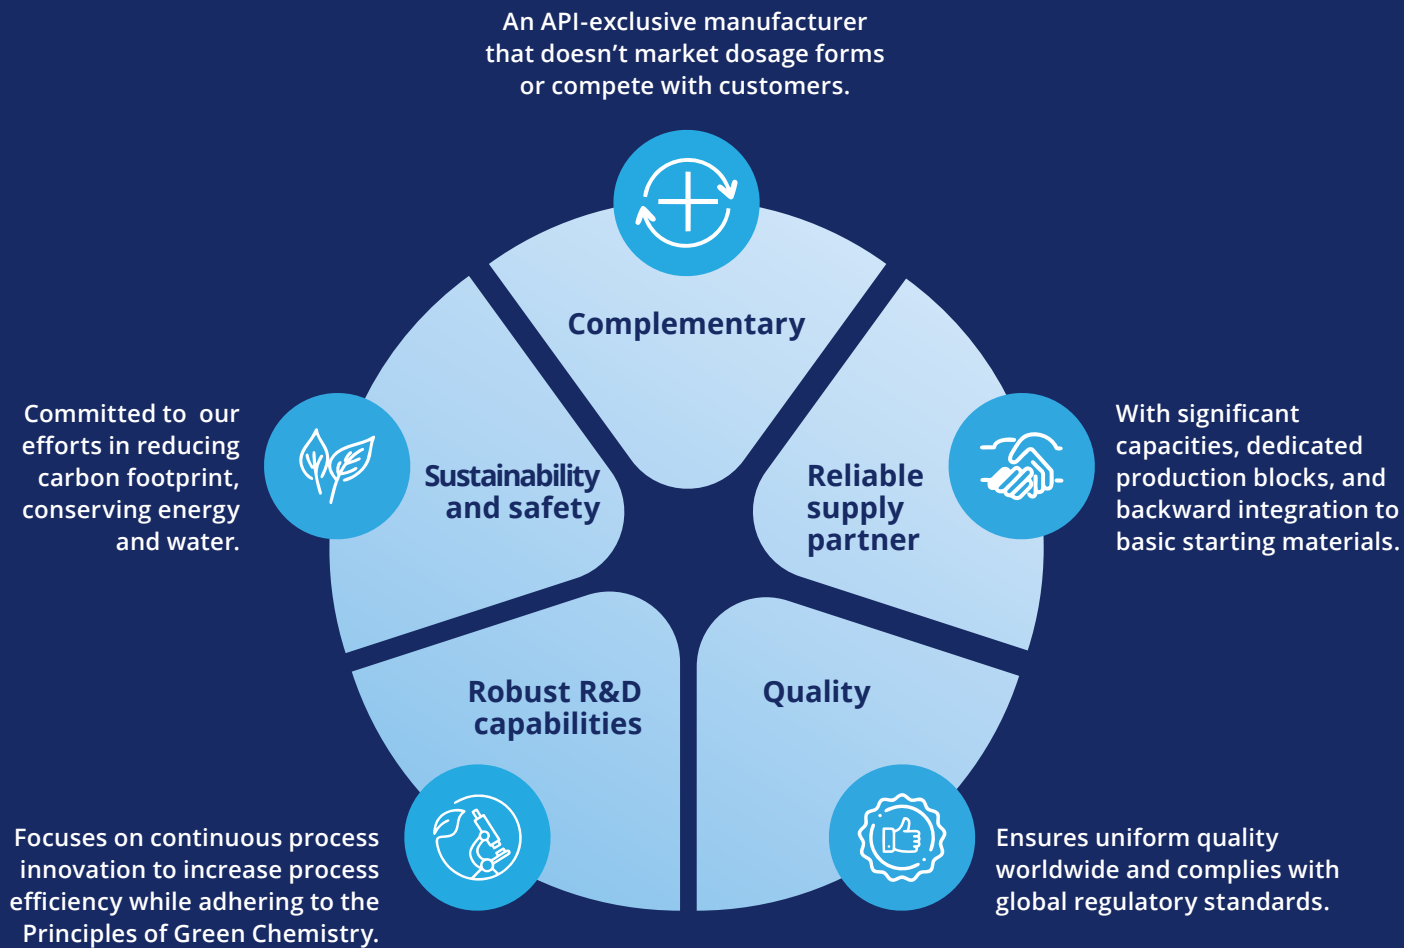 An API-exclusive manufacturer
that doesn’t market dosage forms
or compete with customers.
Complementary
Reliable
supply
partner
With significant
capacities, dedicated
production blocks, and
backward integration to
basic starting materials.
Quality
Ensures uniform quality
worldwide and complies with
global regulatory standards.
Robust R&D
capabilities
Focuses on continuous process
innovation to increase process
efficiency while adhering to the
Principles of Green Chemistry.
Sustainability
and safety
Committed to  our
efforts in reducing
carbon footprint,
conserving energy
and water.